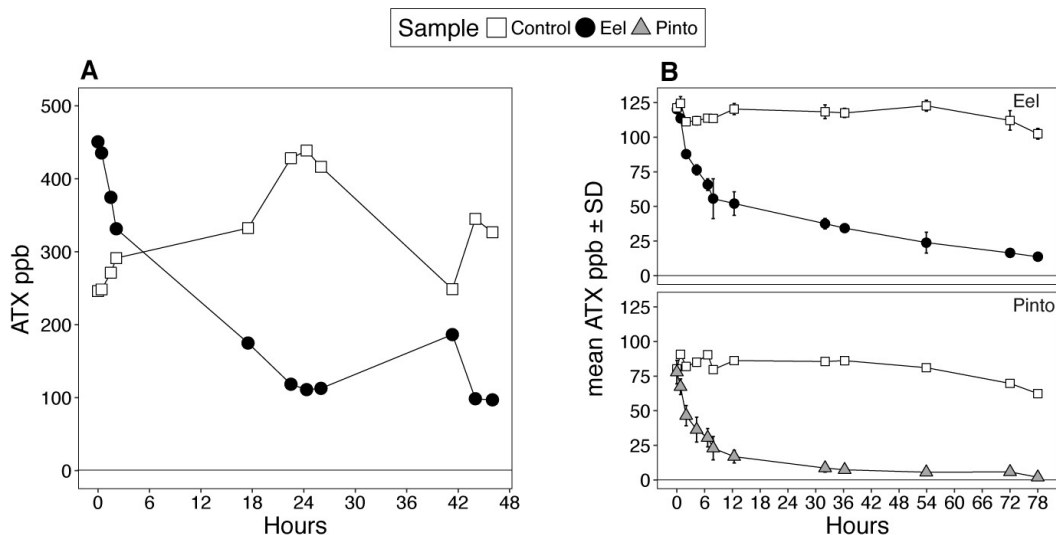 Sample Control Eel Pinto
A
ATX ppb
500
400
300
200
100
0
0 6 12 18 24 30 36 42 48
Hours
B
mean ATX ppb ± SD
Eel
125
100
75
50
25
0
Pinto
125
100
75
50
25
0
0 6 12 18 24 30 36 42 48 54 60 66 72 78
Hours